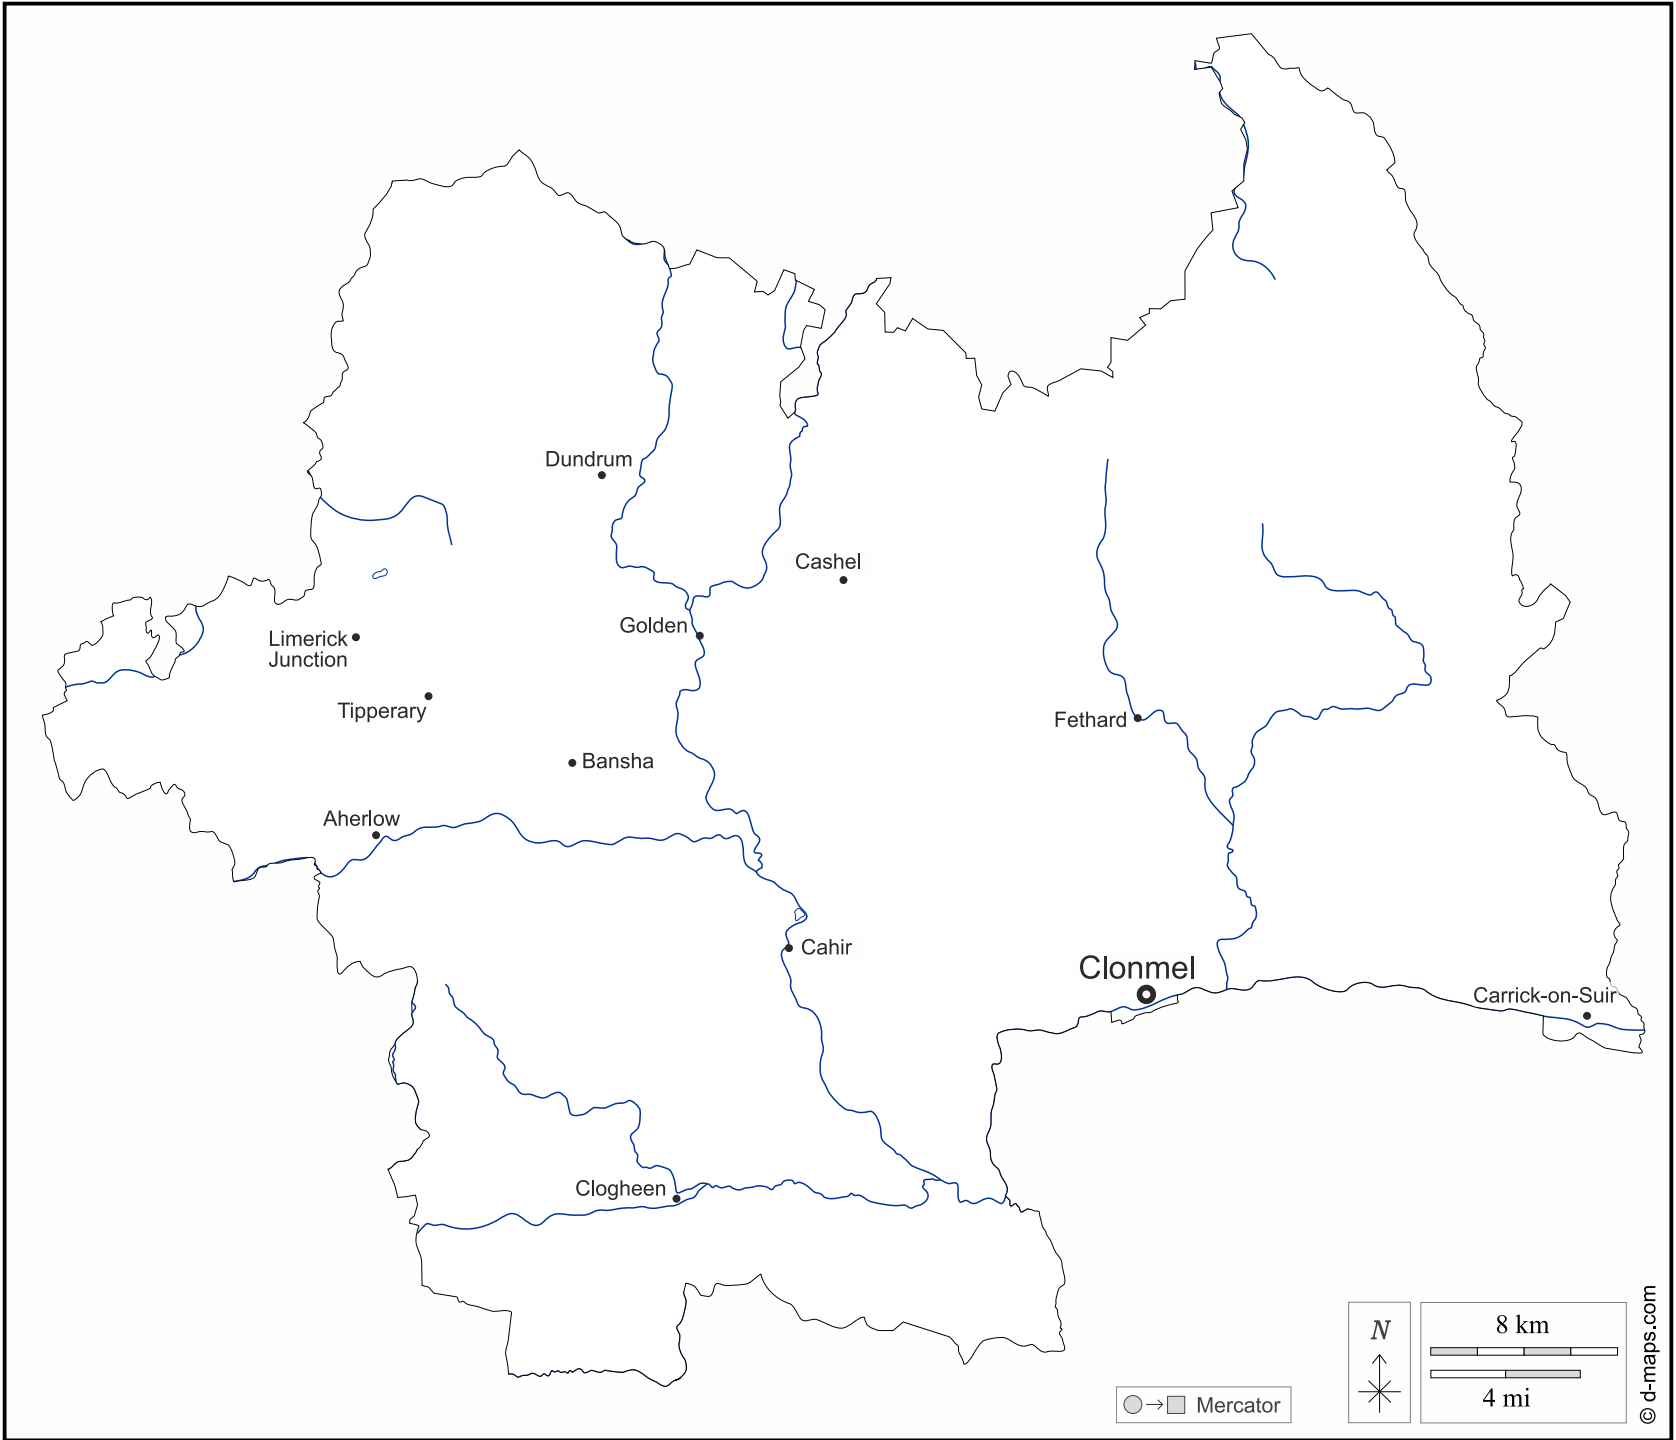 Dundrum
Cashel
Golden
Limerick
Junction
Tipperary
Fethard
Bansha
Aherlow
Cahir
Clonmel
Carrick-on-Suir
Clogheen
N
8 km
4 mi
Mercator
© d-maps.com